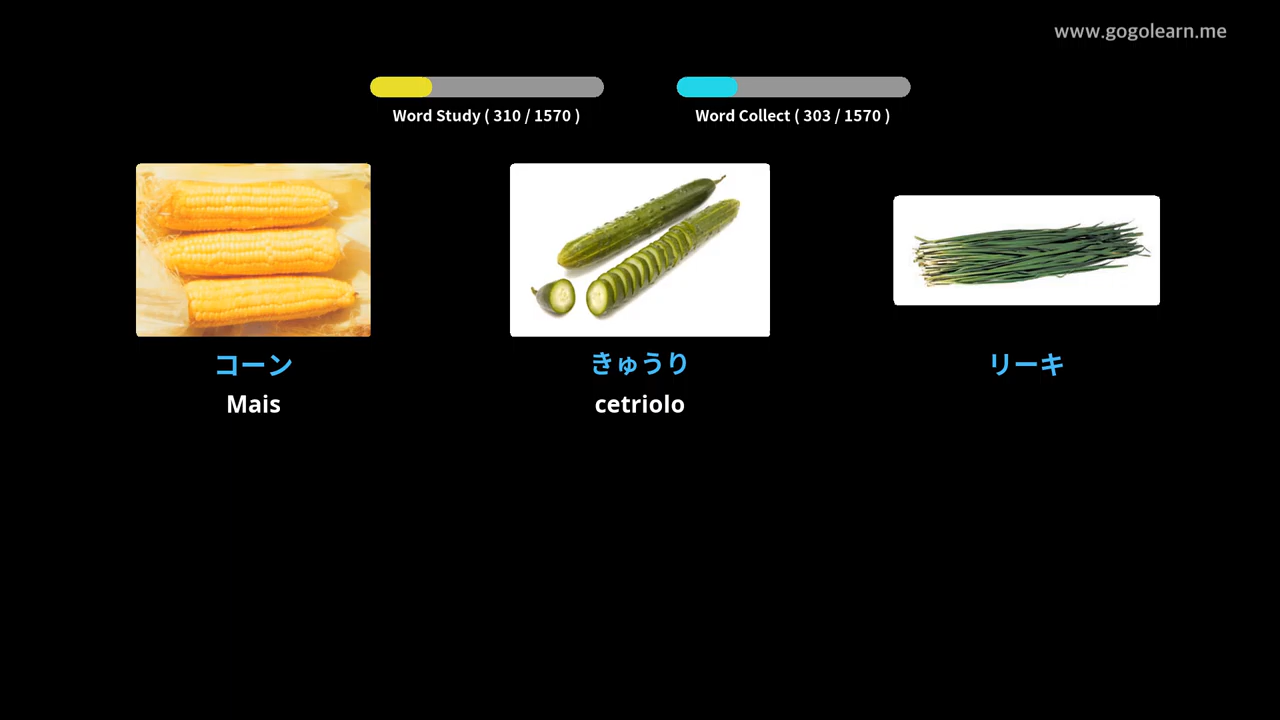 www.gogolearn.me
Word Study ( 310 / 1570 )
Word Collect ( 303 / 1570 )
コーン
きゅうり
リーキ
Mais
cetriolo